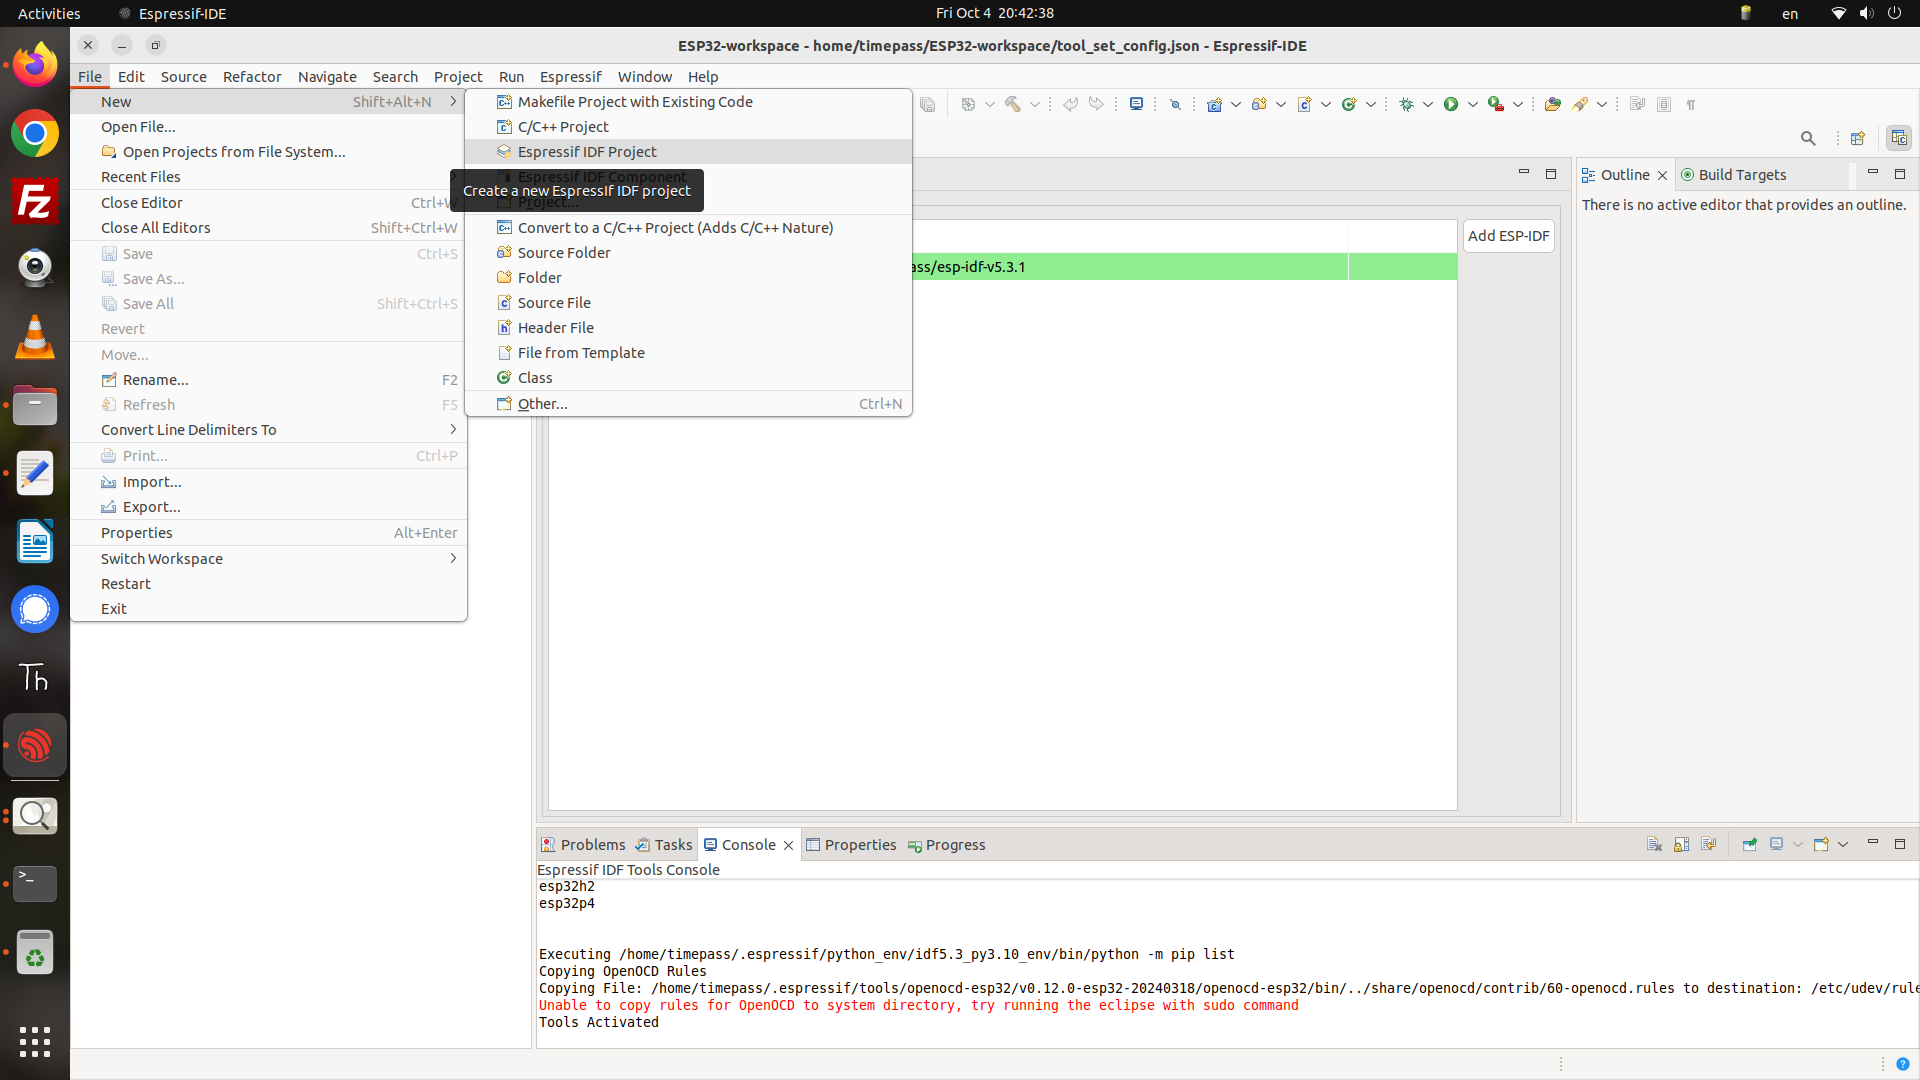 Activities
Espressif-IDE
Fri Oct 4 20:42:38
en
ESP32-workspace - home/timepass/ESP32-workspace/tool_set_config.json - Espressif-IDE
File Edit Source Refactor Navigate Search Project Run Espressif Window Help
New Shift+Alt+N
Open File...
Open Projects from File System...
Recent Files
Close Editor Ctrl+W
Close All Editors Shift+Ctrl+W
Save Ctrl+S
Save As...
Save All Shift+Ctrl+S
Revert
Move...
Rename... F2
Refresh F5
Convert Line Delimiters To
Print... Ctrl+P
Import...
Export...
Properties Alt+Enter
Switch Workspace
Restart
Exit
Makefile Project with Existing Code
C/C++ Project
Espressif IDF Project
Espressif IDF Component
Create a new EspressIf IDF project
Project...
Convert to a C/C++ Project (Adds C/C++ Nature)
Source Folder
Folder
Source File
Header File
File from Template
Class
Other... Ctrl+N
ass/esp-idf-v5.3.1
Add ESP-IDF
Outline
Build Targets
There is no active editor that provides an outline.
Fz
Th
Problems Tasks Console Properties Progress
Espressif IDF Tools Console
esp32h2
esp32p4
Executing /home/timepass/.espressif/python_env/idf5.3_py3.10_env/bin/python -m pip list
Copying OpenOCD Rules
Copying File: /home/timepass/.espressif/tools/openocd-esp32/v0.12.0-esp32-20240318/openocd-esp32/bin/../share/openocd/contrib/60-openocd.rules to destination: /etc/udev/rule
Unable to copy rules for OpenOCD to system directory, try running the eclipse with sudo command
Tools Activated